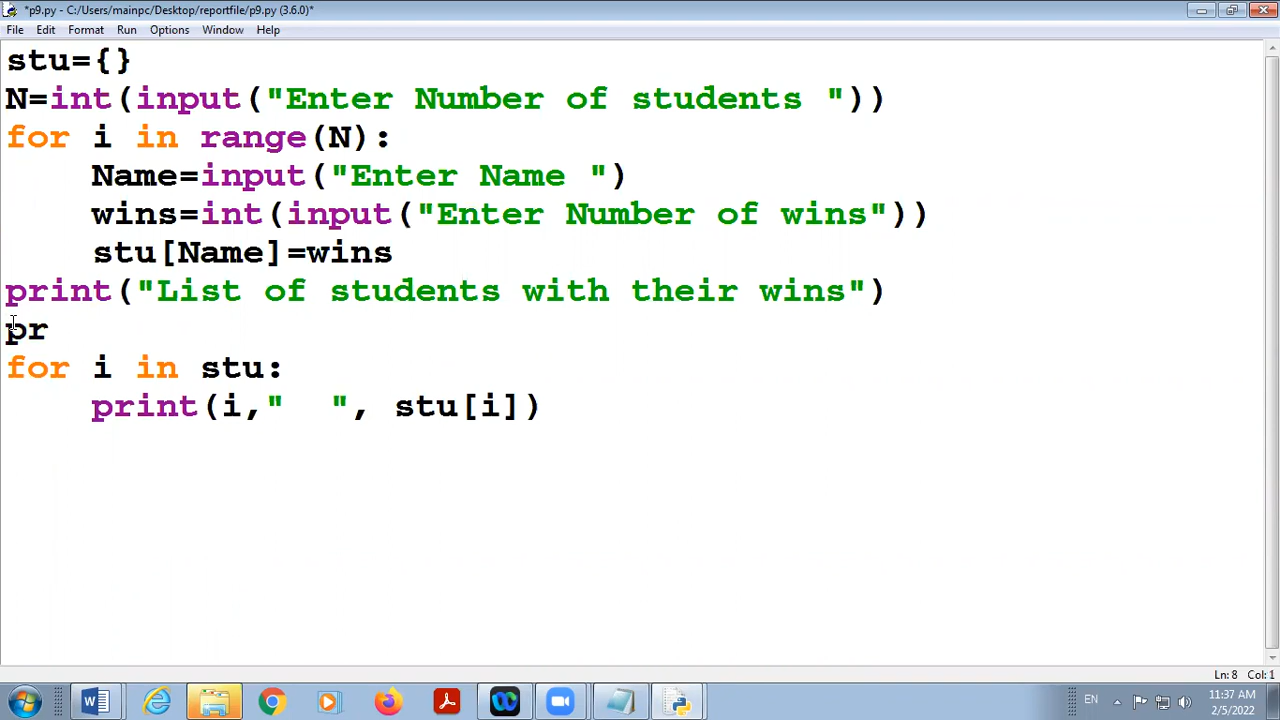 *p9.py - C:/Users/mainpc/Desktop/reportfile/p9.py (3.6.0)*
File Edit Format Run Options Window Help
stu={}
N=int(input("Enter Number of students "))
for i in range(N):
    Name=input("Enter Name ")
    wins=int(input("Enter Number of wins"))
    stu[Name]=wins
print("List of students with their wins")
pr
for i in stu:
    print(i,"  ", stu[i])
Ln: 8 Col: 1
EN
11:37 AM
2/5/2022